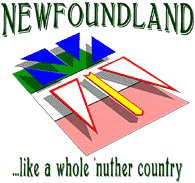 NEWFOUNDLAND
...like a whole 'nuther country